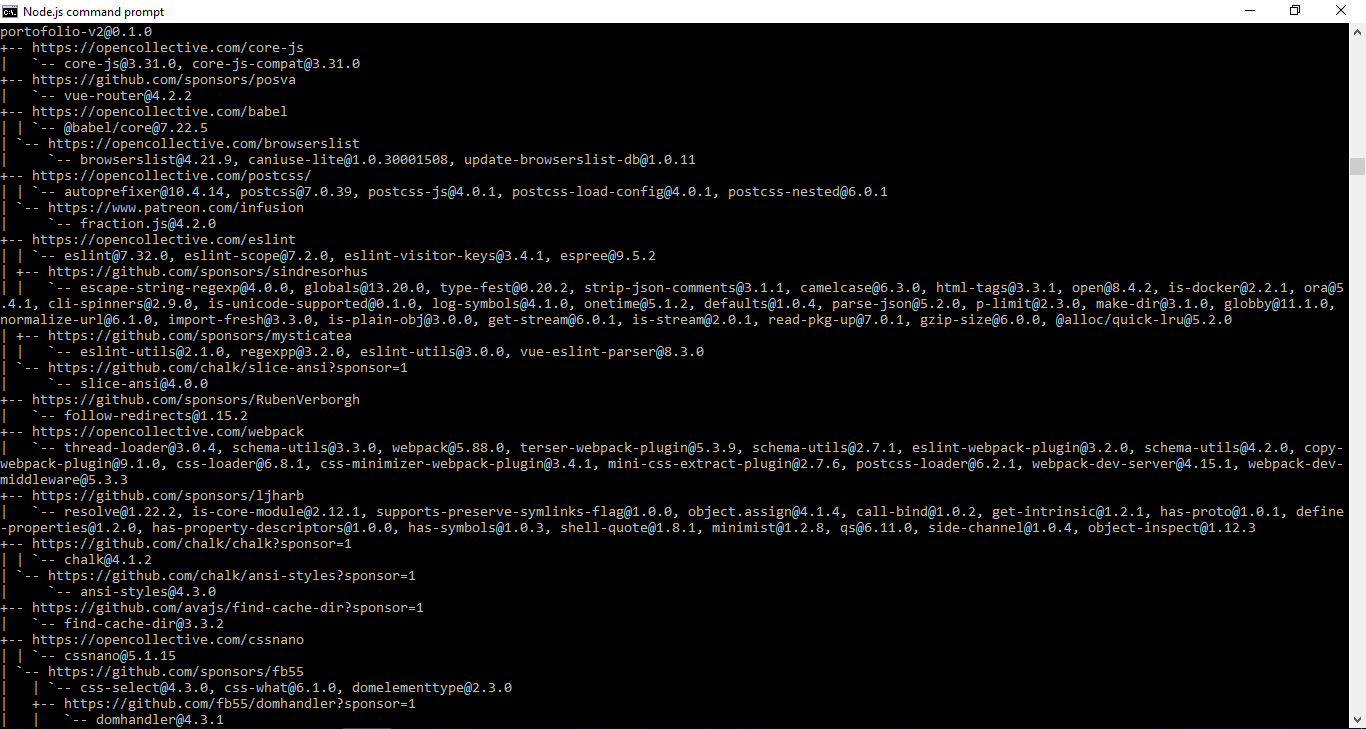 Node.js command prompt
portofolio-v2@0.1.0
+-- https://opencollective.com/core-js
|   `-- core-js@3.31.0, core-js-compat@3.31.0
+-- https://github.com/sponsors/posva
|   `-- vue-router@4.2.2
+-- https://opencollective.com/babel
| | `-- @babel/core@7.22.5
| `-- https://opencollective.com/browserslist
|     `-- browserslist@4.21.9, caniuse-lite@1.0.30001508, update-browserslist-db@1.0.11
+-- https://opencollective.com/postcss/
| | `-- autoprefixer@10.4.14, postcss@7.0.39, postcss-js@4.0.1, postcss-load-config@4.0.1, postcss-nested@6.0.1
| `-- https://www.patreon.com/infusion
|     `-- fraction.js@4.2.0
+-- https://opencollective.com/eslint
| | `-- eslint@7.32.0, eslint-scope@7.2.0, eslint-visitor-keys@3.4.1, espree@9.5.2
| +-- https://github.com/sponsors/sindresorhus
| |   `-- escape-string-regexp@4.0.0, globals@13.20.0, type-fest@0.20.2, strip-json-comments@3.1.1, camelcase@6.3.0, html-tags@3.3.1, open@8.4.2, is-docker@2.2.1, ora@5
.4.1, cli-spinners@2.9.0, is-unicode-supported@0.1.0, log-symbols@4.1.0, onetime@5.1.2, defaults@1.0.4, parse-json@5.2.0, p-limit@2.3.0, make-dir@3.1.0, globby@11.1.0,
normalize-url@6.1.0, import-fresh@3.3.0, is-plain-obj@3.0.0, get-stream@6.0.1, is-stream@2.0.1, read-pkg-up@7.0.1, gzip-size@6.0.0, @alloc/quick-lru@5.2.0
| +-- https://github.com/sponsors/mysticatea
| |   `-- eslint-utils@2.1.0, regexpp@3.2.0, eslint-utils@3.0.0, vue-eslint-parser@8.3.0
| `-- https://github.com/chalk/slice-ansi?sponsor=1
|     `-- slice-ansi@4.0.0
+-- https://github.com/sponsors/RubenVerborgh
|   `-- follow-redirects@1.15.2
+-- https://opencollective.com/webpack
|   `-- thread-loader@3.0.4, schema-utils@3.3.0, webpack@5.88.0, terser-webpack-plugin@5.3.9, schema-utils@2.7.1, eslint-webpack-plugin@3.2.0, schema-utils@4.2.0, copy-
webpack-plugin@9.1.0, css-loader@6.8.1, css-minimizer-webpack-plugin@3.4.1, mini-css-extract-plugin@2.7.6, postcss-loader@6.2.1, webpack-dev-server@4.15.1, webpack-dev-
middleware@5.3.3
+-- https://github.com/sponsors/ljharb
|   `-- resolve@1.22.2, is-core-module@2.12.1, supports-preserve-symlinks-flag@1.0.0, object.assign@4.1.4, call-bind@1.0.2, get-intrinsic@1.2.1, has-proto@1.0.1, define
-properties@1.2.0, has-property-descriptors@1.0.0, has-symbols@1.0.3, shell-quote@1.8.1, minimist@1.2.8, qs@6.11.0, side-channel@1.0.4, object-inspect@1.12.3
+-- https://github.com/chalk/chalk?sponsor=1
| | `-- chalk@4.1.2
| `-- https://github.com/chalk/ansi-styles?sponsor=1
|     `-- ansi-styles@4.3.0
+-- https://github.com/avajs/find-cache-dir?sponsor=1
|   `-- find-cache-dir@3.3.2
+-- https://opencollective.com/cssnano
| | `-- cssnano@5.1.15
| `-- https://github.com/sponsors/fb55
|   | `-- css-select@4.3.0, css-what@6.1.0, domelementtype@2.3.0
|   +-- https://github.com/fb55/domhandler?sponsor=1
|   |   `-- domhandler@4.3.1